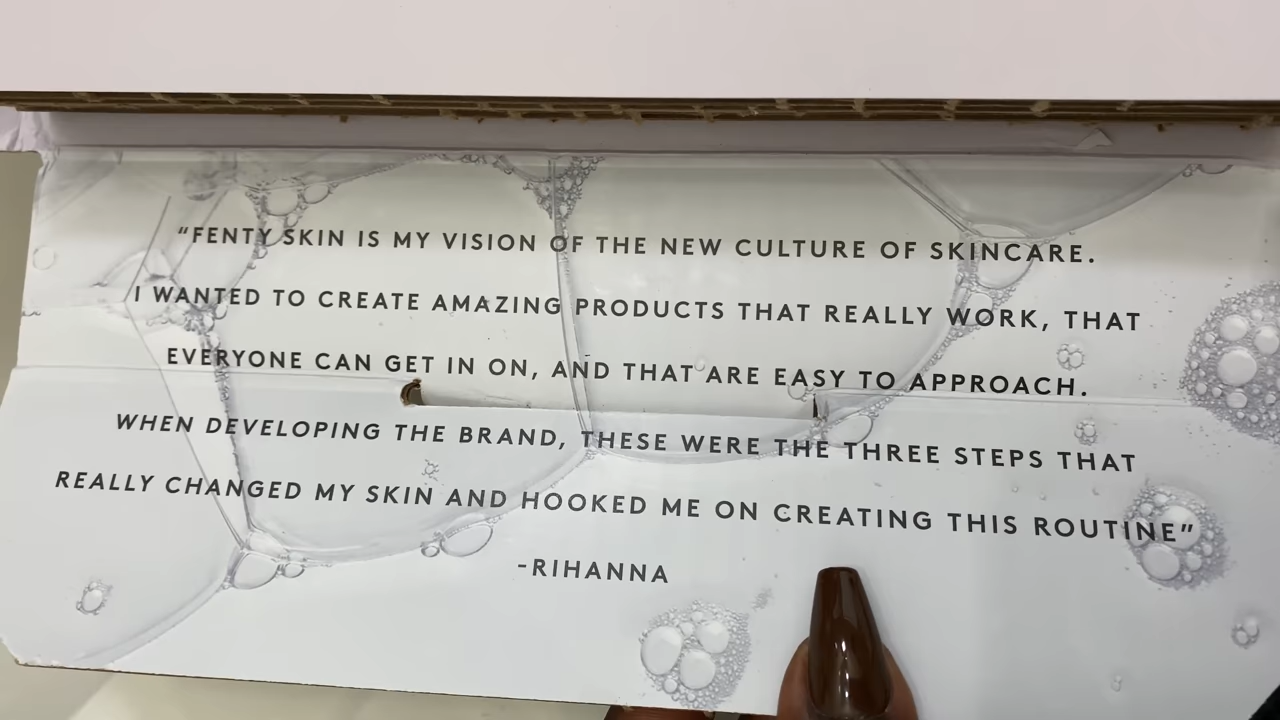 “FENTY SKIN IS MY VISION OF THE NEW CULTURE OF SKINCARE.
I WANTED TO CREATE AMAZING PRODUCTS THAT REALLY WORK, THAT
EVERYONE CAN GET IN ON, AND THAT ARE EASY TO APPROACH.
WHEN DEVELOPING THE BRAND, THESE WERE THE THREE STEPS THAT
REALLY CHANGED MY SKIN AND HOOKED ME ON CREATING THIS ROUTINE”
-RIHANNA